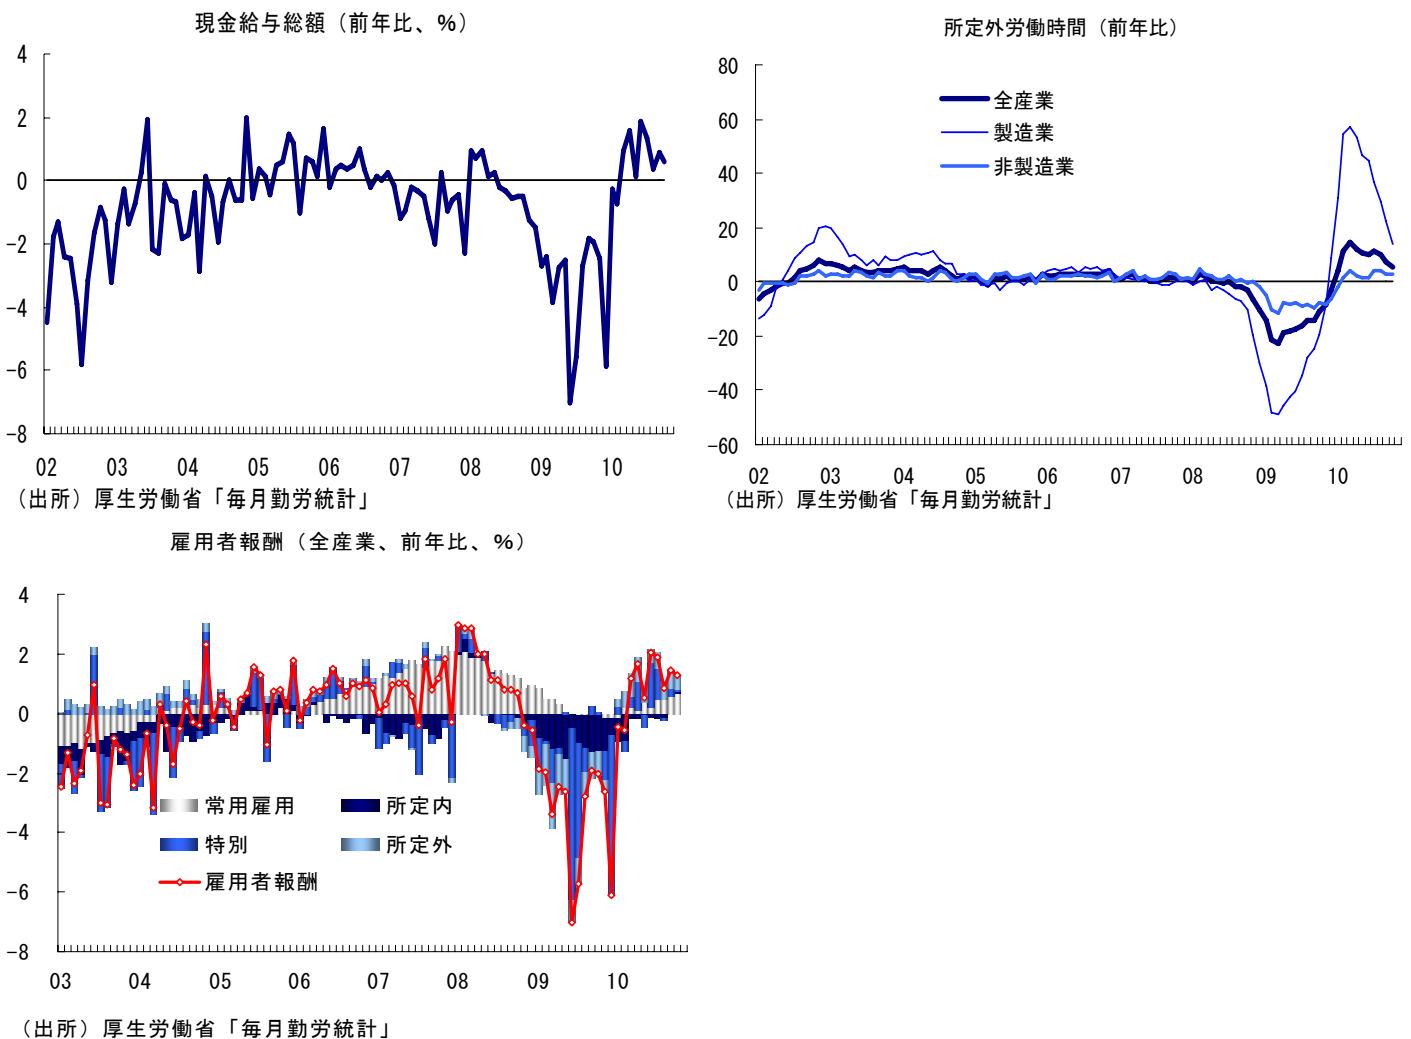 現金給与総額（前年比、%）
4
2
0
-2
-4
-6
-8
02 03 04 05 06 07 08 09 10
（出所）厚生労働省「毎月勤労統計」
所定外労働時間（前年比）
80
60
40
20
0
-20
-40
-60
全産業
製造業
非製造業
02 03 04 05 06 07 08 09 10
（出所）厚生労働省「毎月勤労統計」
雇用者報酬（全産業、前年比、%）
4
2
0
-2
-4
-6
-8
常用雇用 所定内
特別 所定外
雇用者報酬
03 04 05 06 07 08 09 10
（出所）厚生労働省「毎月勤労統計」